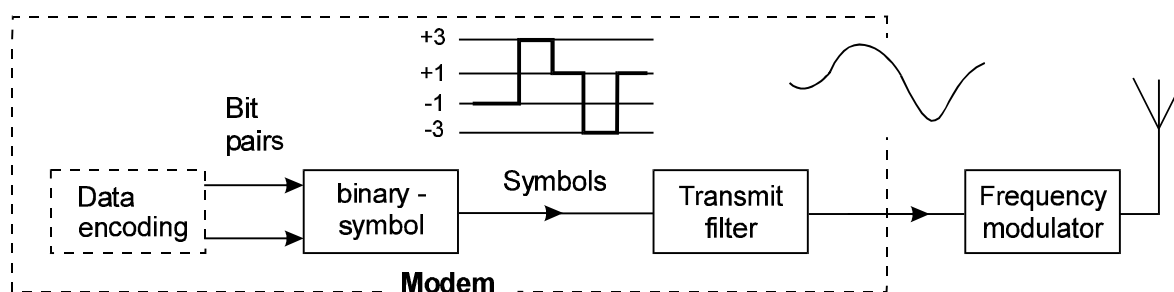 +3
+1
-1
-3
Bit
pairs
Data
encoding
binary -
symbol
Symbols
Transmit
filter
Frequency
modulator
Modem